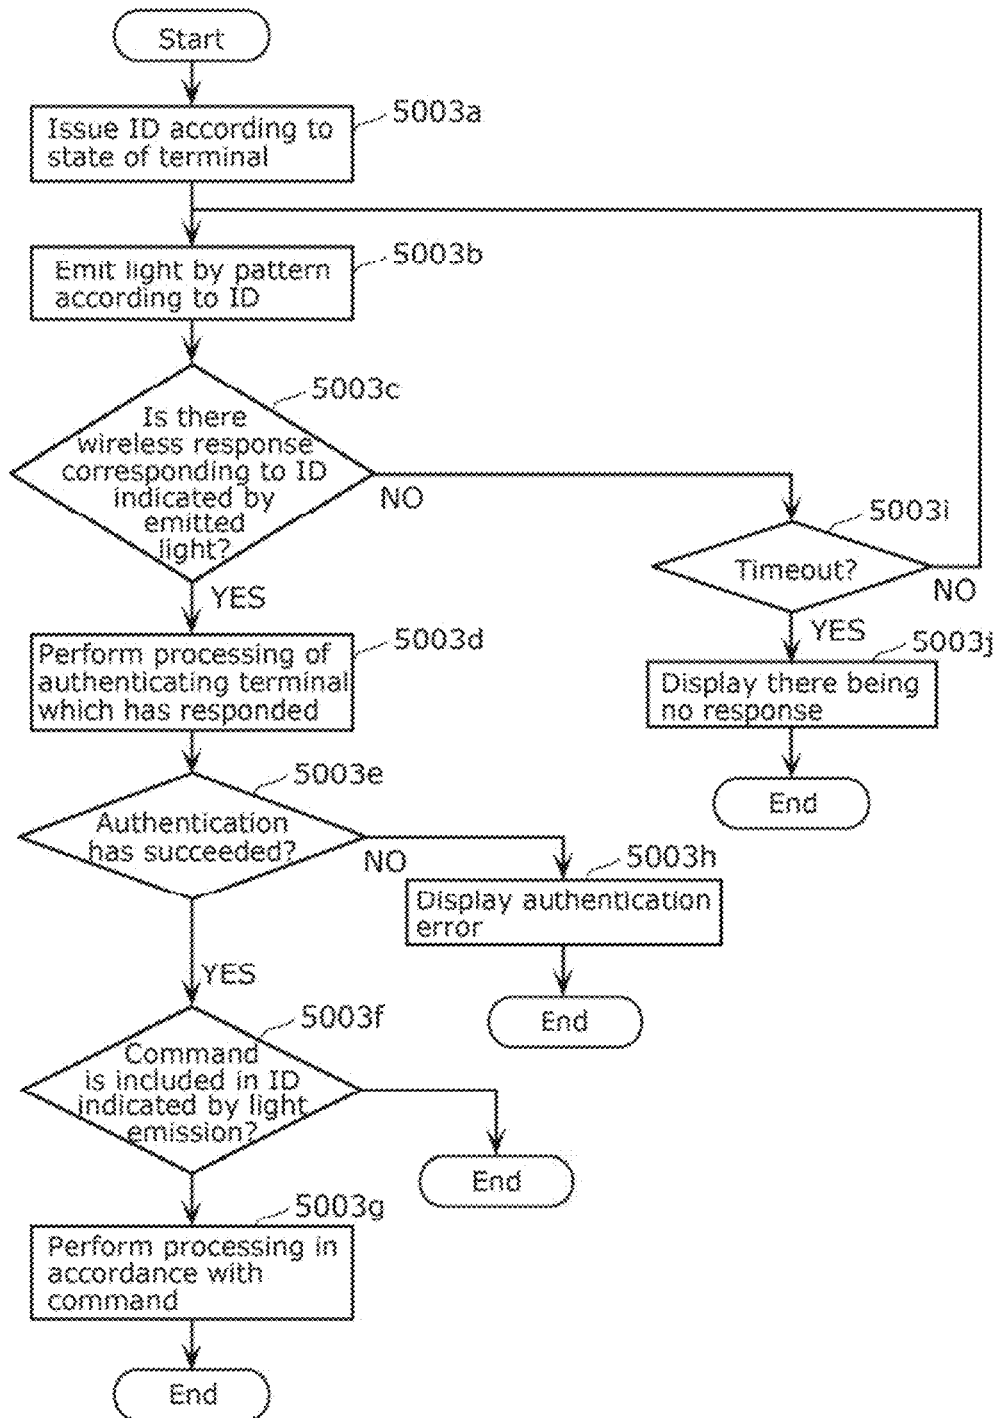 Start
5003a
Issue ID according to
state of terminal
5003b
Emit light by pattern
according to ID
5003c
Is there
wireless response
corresponding to ID
indicated by
emitted
light?
NO
YES
5003i
Timeout?
NO
YES
5003j
Display there being
no response
End
5003d
Perform processing of
authenticating terminal
which has responded
5003e
Authentication
has succeeded?
NO
YES
5003h
Display authentication
error
End
5003f
Command
is included in ID
indicated by light
emission?
End
5003g
Perform processing in
accordance with
command
End